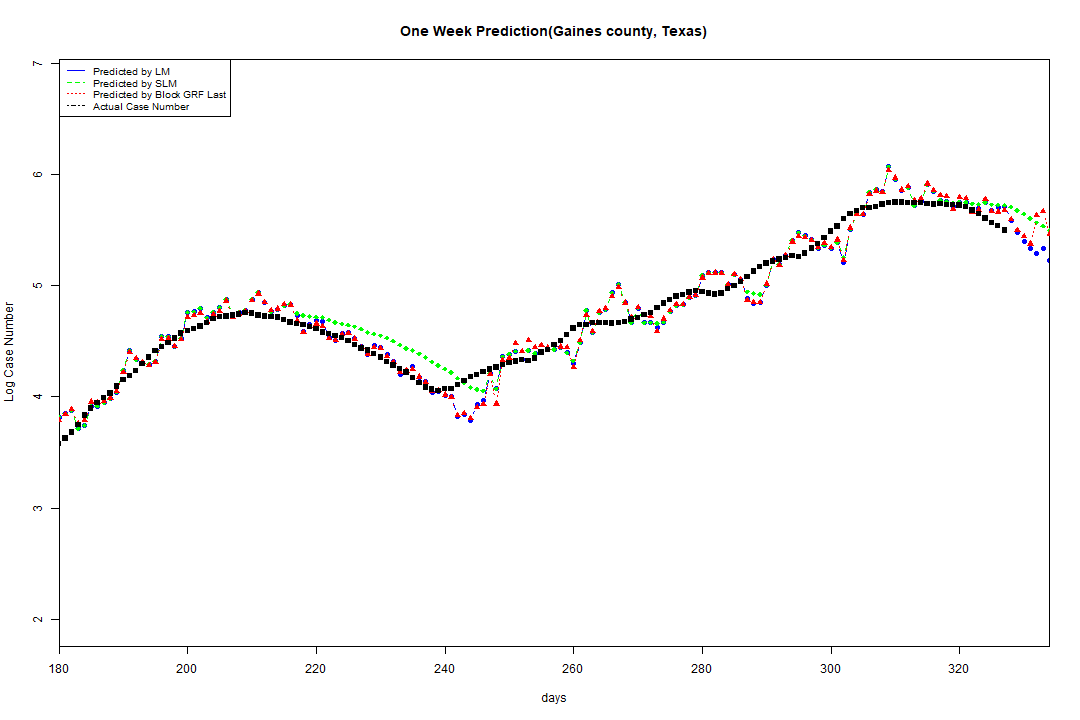 One Week Prediction(Gaines county, Texas)
7
Predicted by LM
Predicted by SLM
Predicted by Block GRF Last
Actual Case Number
6
5
4
3
2
Log Case Number
180 200 220 240 260 280 300 320
days